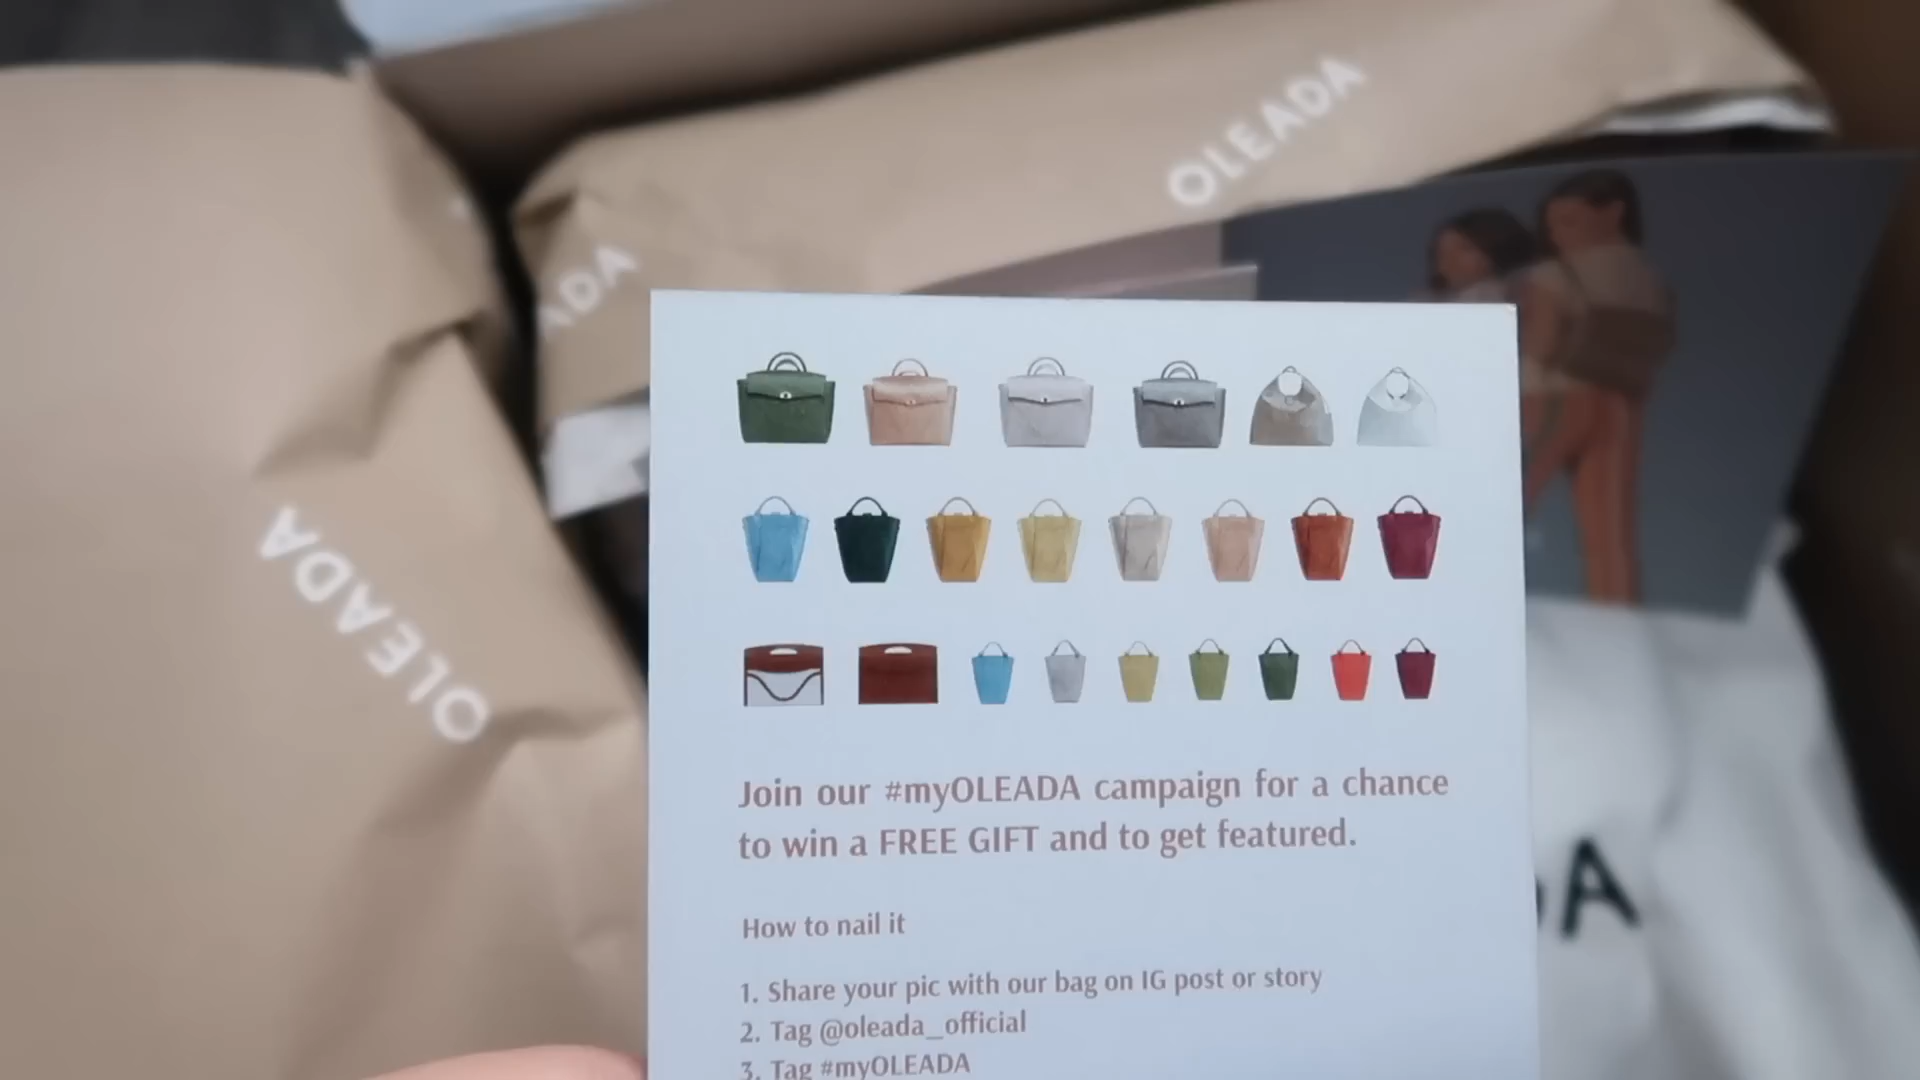 OLEADA
ADA
OLEADA
DA
Join our #myOLEADA campaign for a chance
to win a FREE GIFT and to get featured.
How to nail it
1. Share your pic with our bag on IG post or story
2. Tag @oleada_official
3. Tag #myOLEADA